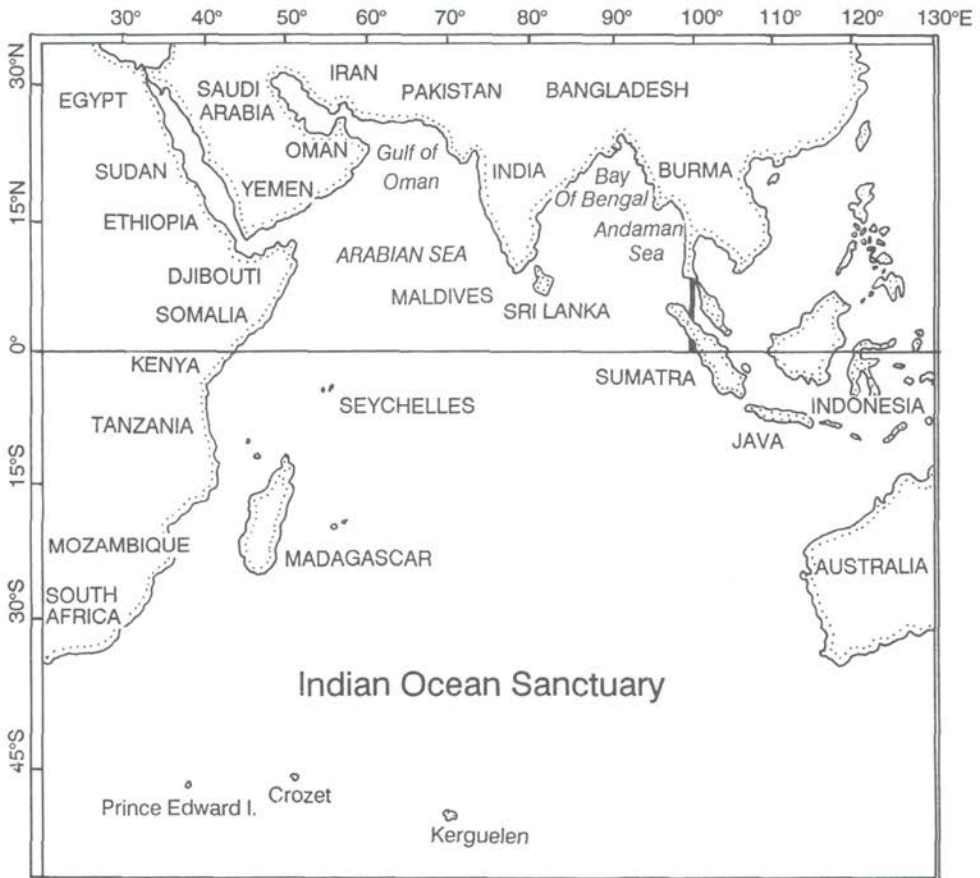 30° 40° 50° 60° 70° 80° 90° 100° 110° 120° 130°E
30°N
IRAN
SAUDI
ARABIA
PAKISTAN
BANGLADESH
EGYPT
OMAN
Gulf of
Oman
SUDAN
YEMEN
INDIA
Bay
Of Bengal
BURMA
15°N
ETHIOPIA
Andaman
Sea
ARABIAN SEA
DJIBOUTI
MALDIVES
SRI LANKA
SOMALIA
0°
KENYA
SUMATRA
SEYCHELLES
INDONESIA
TANZANIA
JAVA
15°S
MOZAMBIQUE
MADAGASCAR
AUSTRALIA
SOUTH
AFRICA
30°S
Indian Ocean Sanctuary
45°S
Prince Edward I.
Crozet
Kerguelen